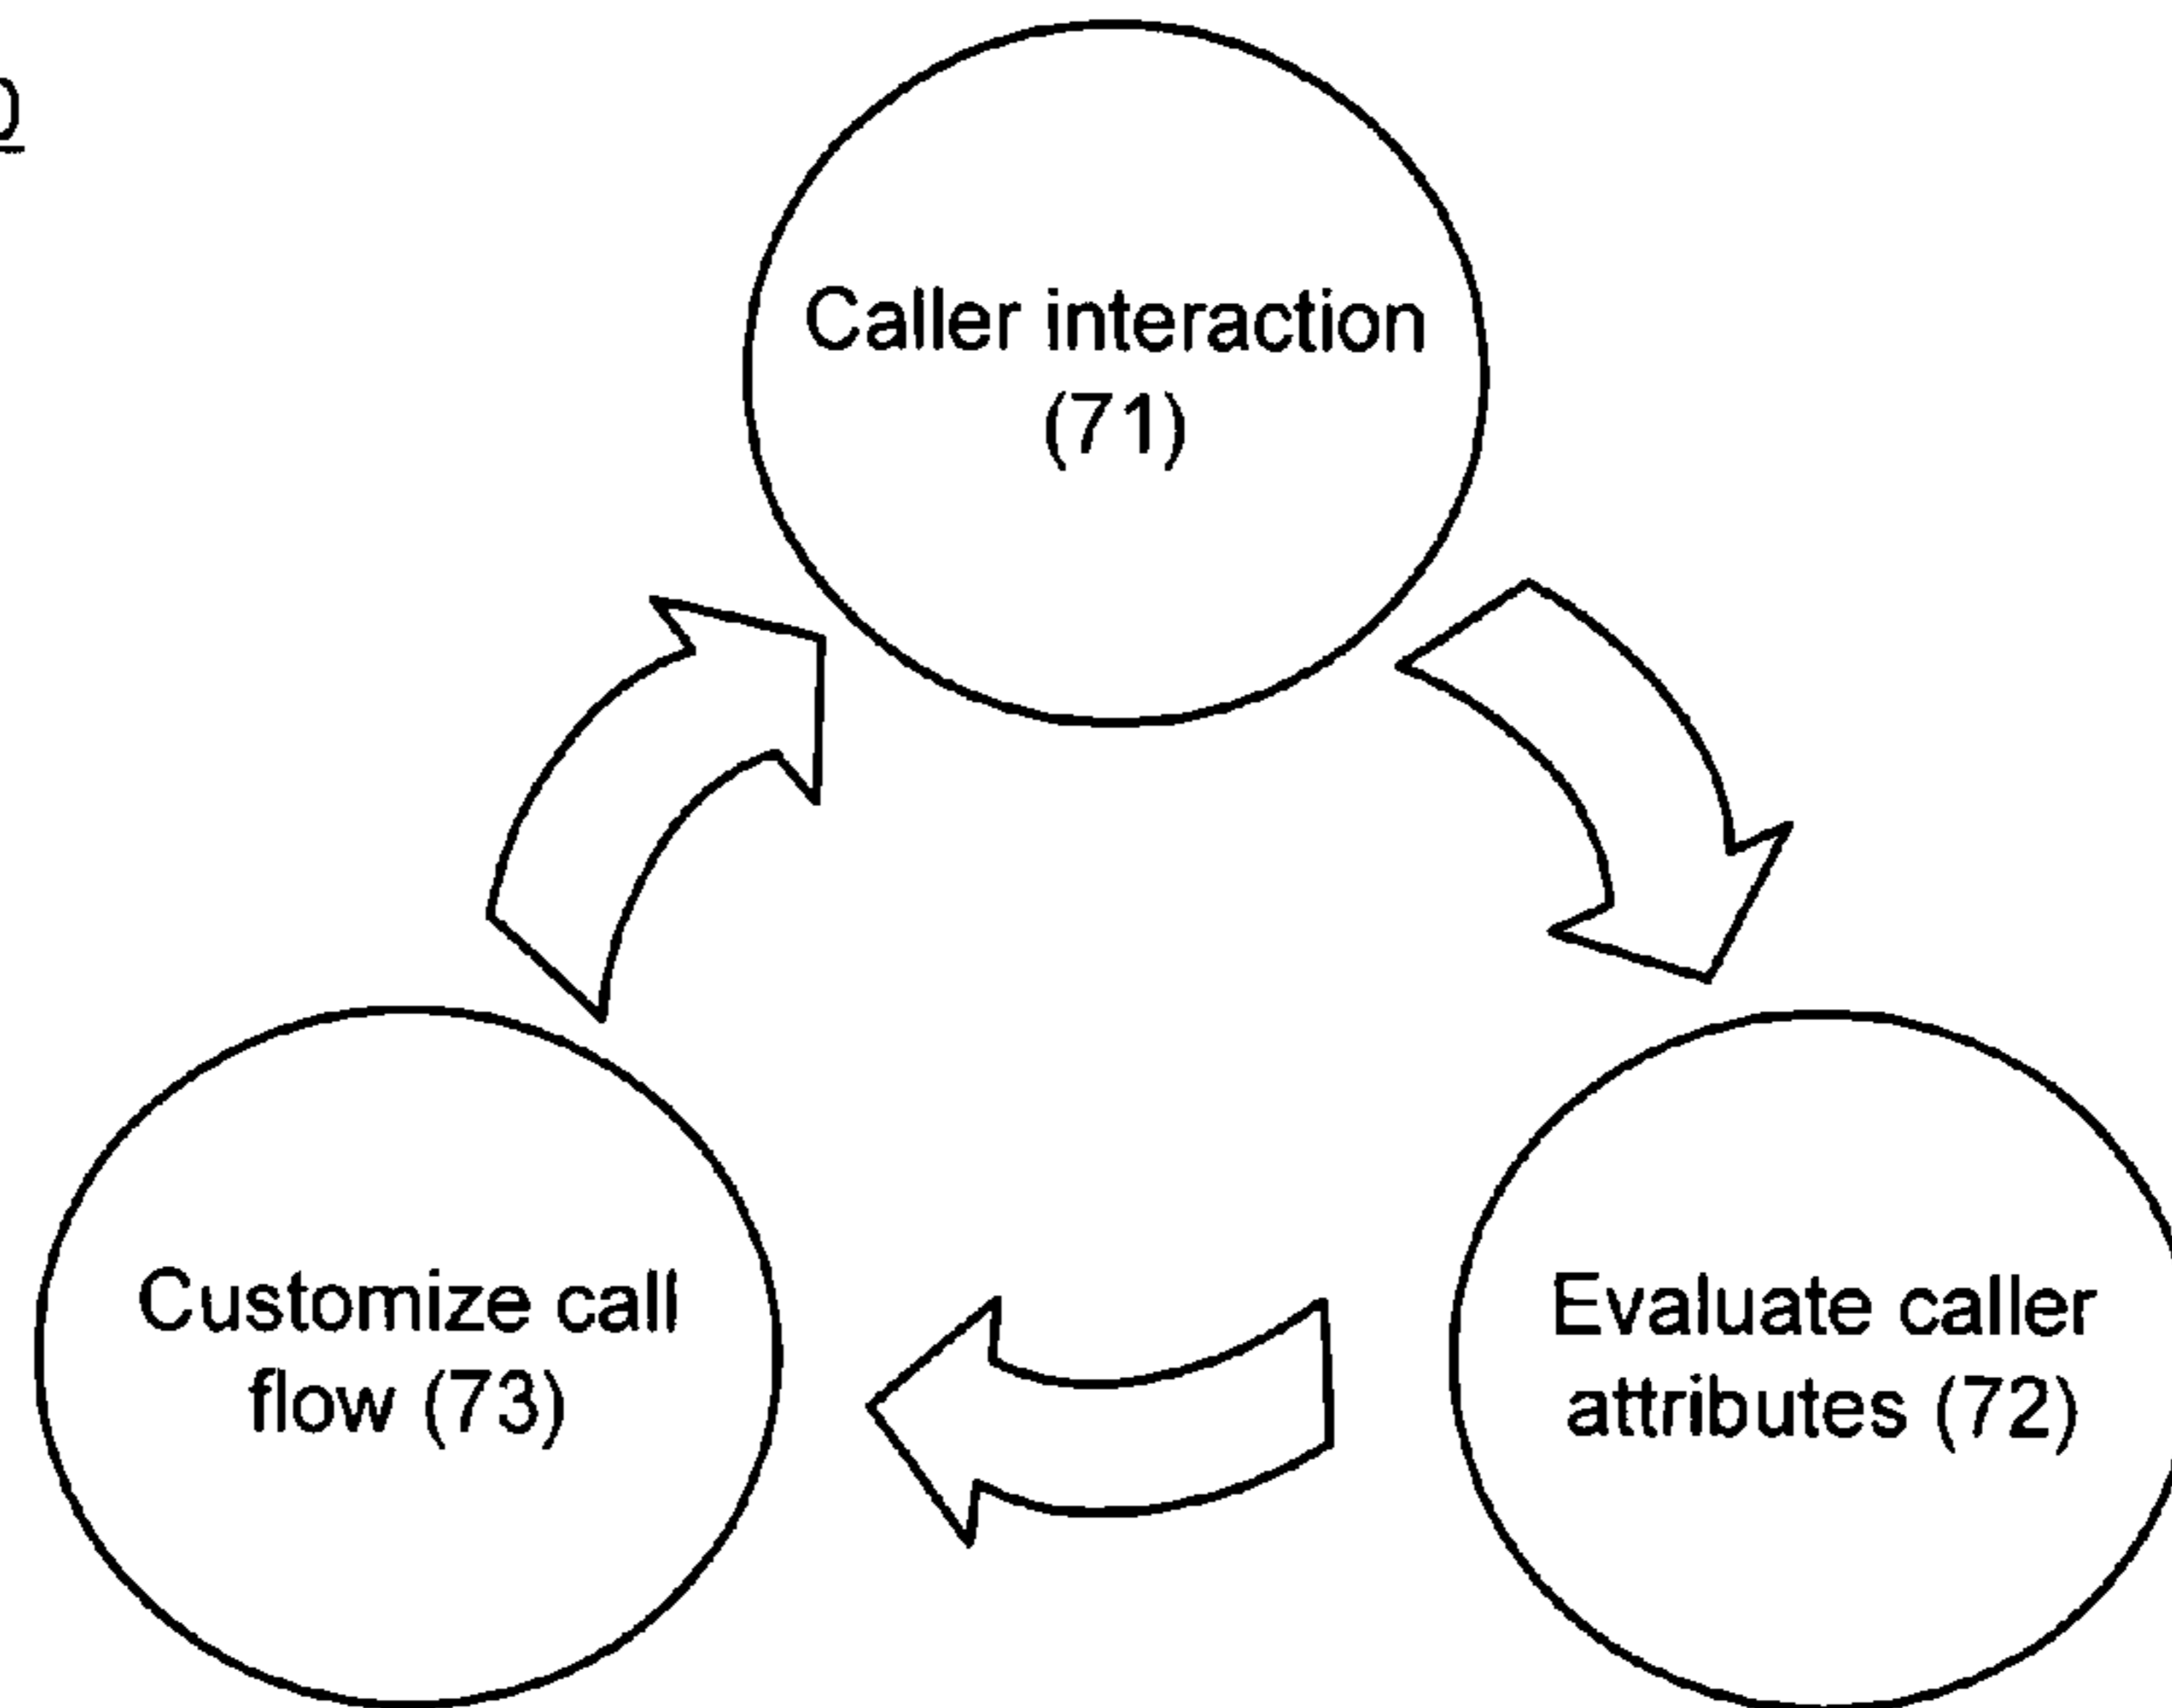 Caller interaction
(71)
Customize call
flow (73)
Evaluate caller
attributes (72)